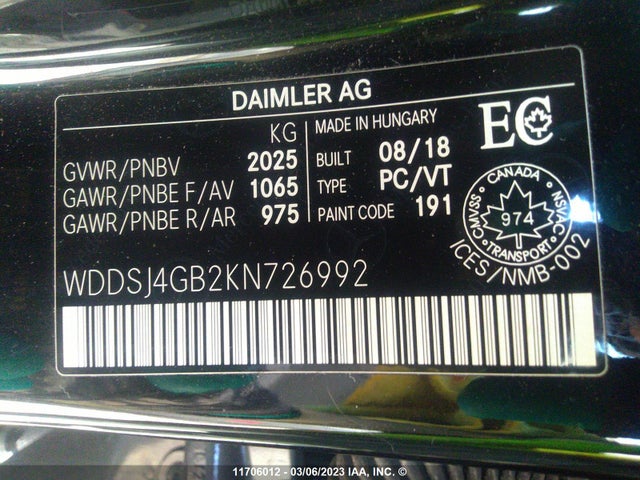 DAIMLER AG
KG
GVWR/PNBV 2025
GAWR/PNBE F/AV 1065
GAWR/PNBE R/AR 975
MADE IN HUNGARY
BUILT 08/18
TYPE PC/VT
PAINT CODE 191
EC
CANADA
CMVSS NSVAC
974
TRANSPORT
ICES/NMB-002
WDDSJ4GB2KN726992
11706012 - 03/06/2023 IAA, INC. ©